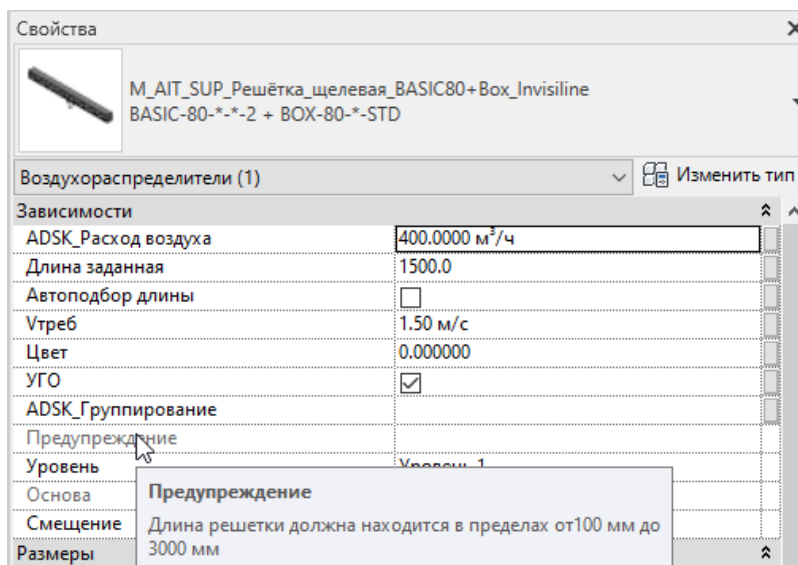 Свойства
M_AIT_SUP_Решётка_щелевая_BASIC80+Box_Invisiline
BASIC-80-*-*-2 + BOX-80-*-STD
Воздухораспределители (1)
Изменить тип
Зависимости
ADSK_Расход воздуха 400.0000 м³/ч
Длина заданная 1500.0
Автоподбор длины
Vтреб 1.50 м/с
Цвет 0.000000
УГО
ADSK_Группирование
Предупреждение
Уровень Уровень 1
Основа
Смещение
Предупреждение
Длина решетки должна находится в пределах от100 мм до
3000 мм
Размеры